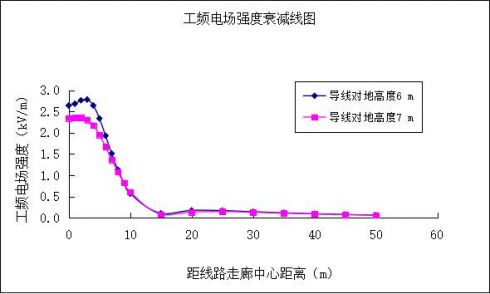 工频电场强度衰减线图
工频电场强度（kV/m）
3.0
2.5
2.0
1.5
1.0
0.5
0.0
0 10 20 30 40 50 60
导线对地高度6 m
导线对地高度7 m
距线路走廊中心距离（m）